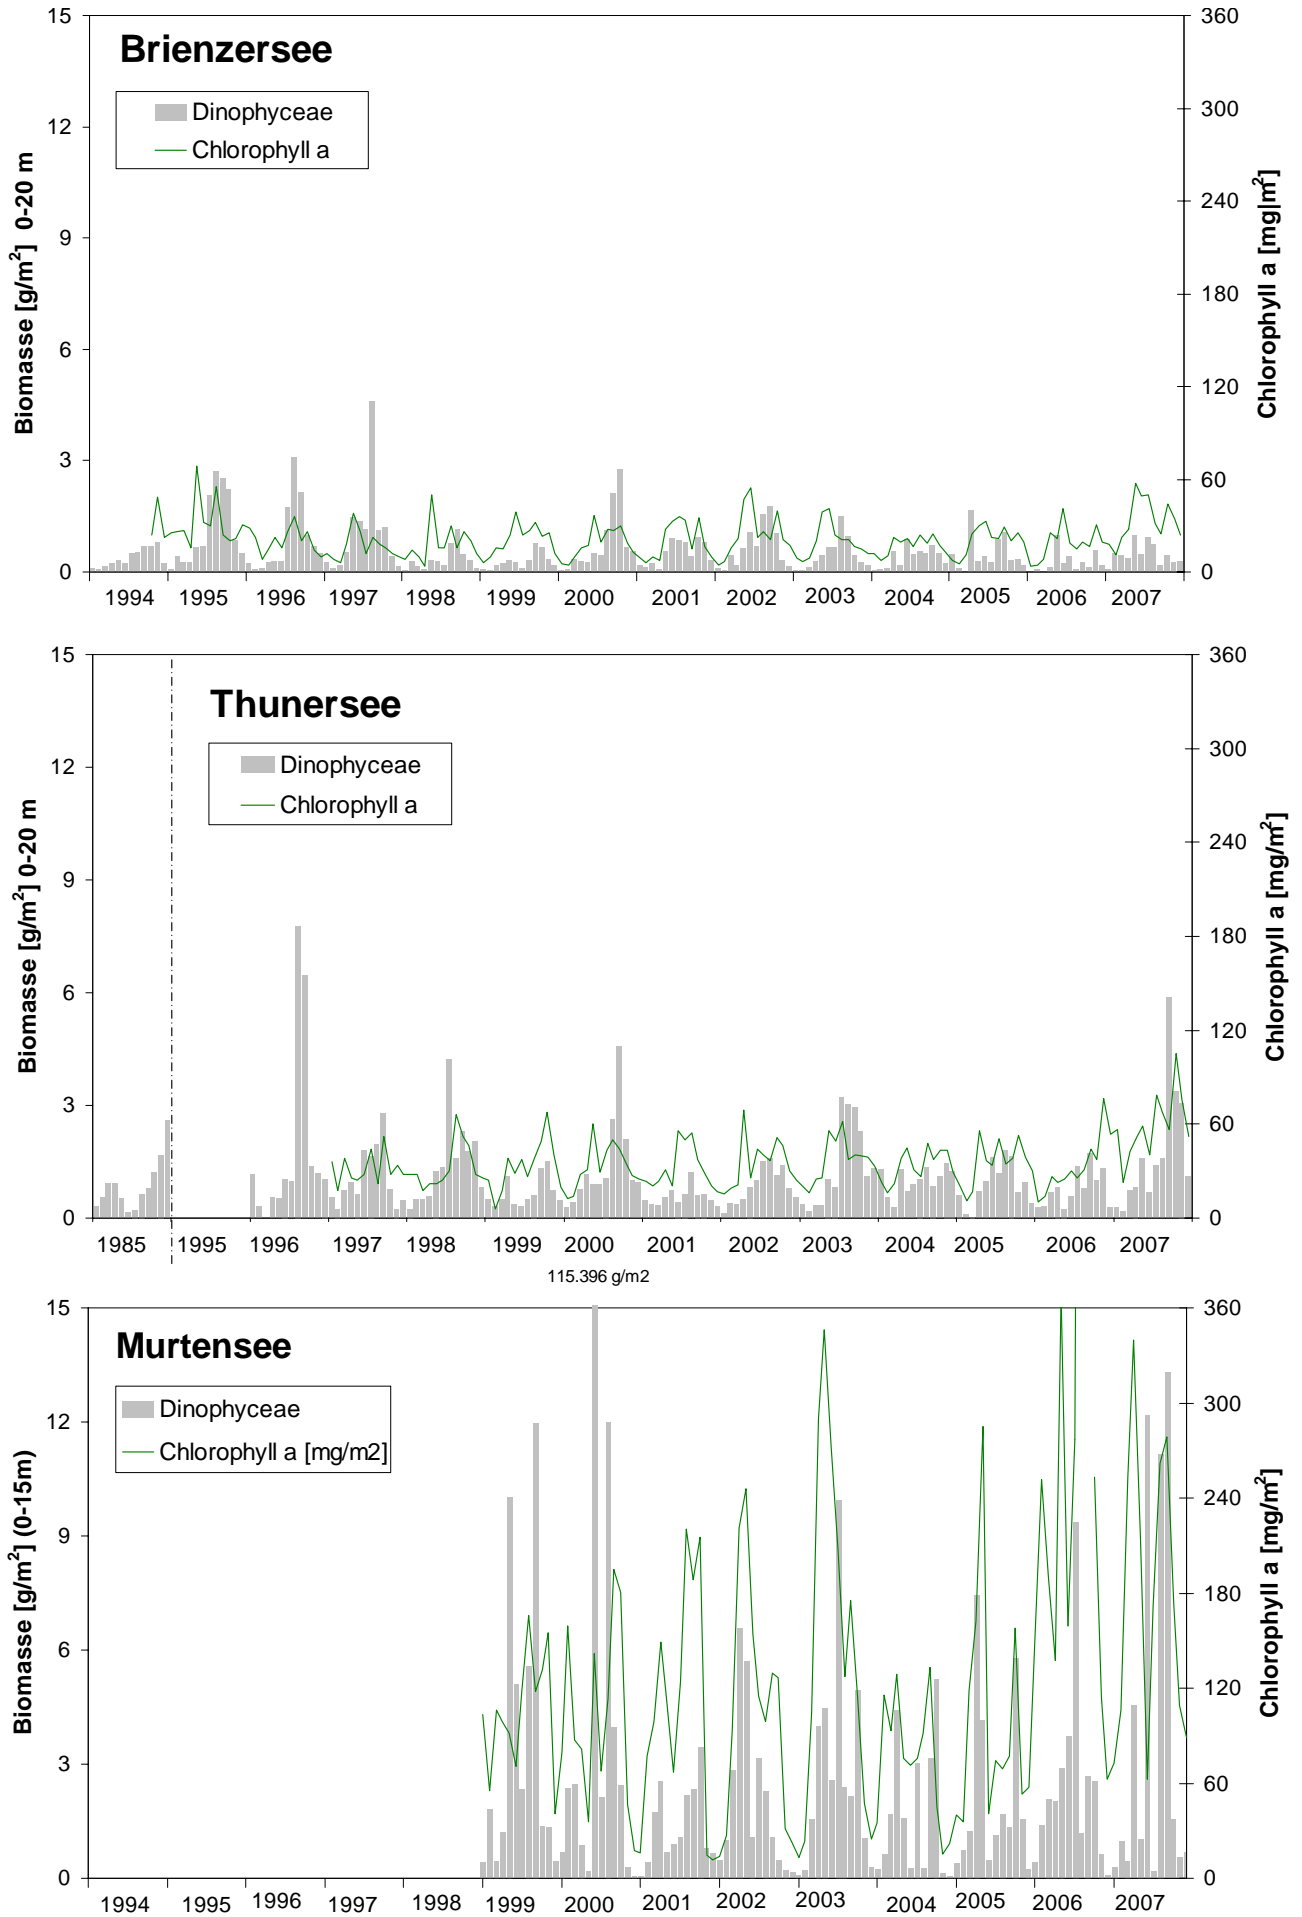 Brienzersee
Dinophyceae
Chlorophyll a
Biomasse [g/m²] 0-20 m
Chlorophyll a [mg|m²]
15
12
9
6
3
0
360
300
240
180
120
60
0
1994 1995 1996 1997 1998 1999 2000 2001 2002 2003 2004 2005 2006 2007
Thunersee
Dinophyceae
Chlorophyll a
Biomasse [g/m²] 0-20 m
Chlorophyll a [mg/m²]
15
12
9
6
3
0
360
300
240
180
120
60
0
1985 1995 1996 1997 1998 1999 2000 2001 2002 2003 2004 2005 2006 2007
115.396 g/m2
Murtensee
Dinophyceae
Chlorophyll a [mg/m2]
Biomasse [g/m²] (0-15m)
Chlorophyll a [mg/m²]
15
12
9
6
3
0
360
300
240
180
120
60
0
1994 1995 1996 1997 1998 1999 2000 2001 2002 2003 2004 2005 2006 2007